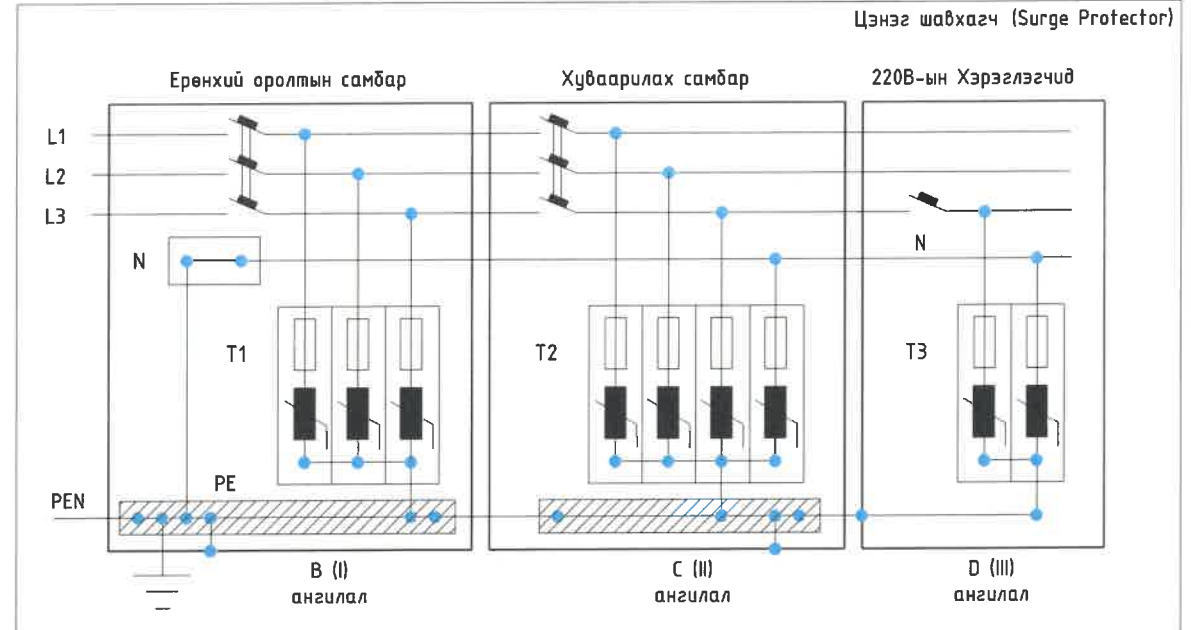 Цэнэг шавхагч (Surge Protector)
Ерөнхий оролтын самбар
Хуваарилах самбар
220В-ын Хэрэглэгчид
L1
L2
L3
N
N
T1
T2
T3
PE
PEN
B (I)
ангилал
C (II)
ангилал
D (III)
ангилал